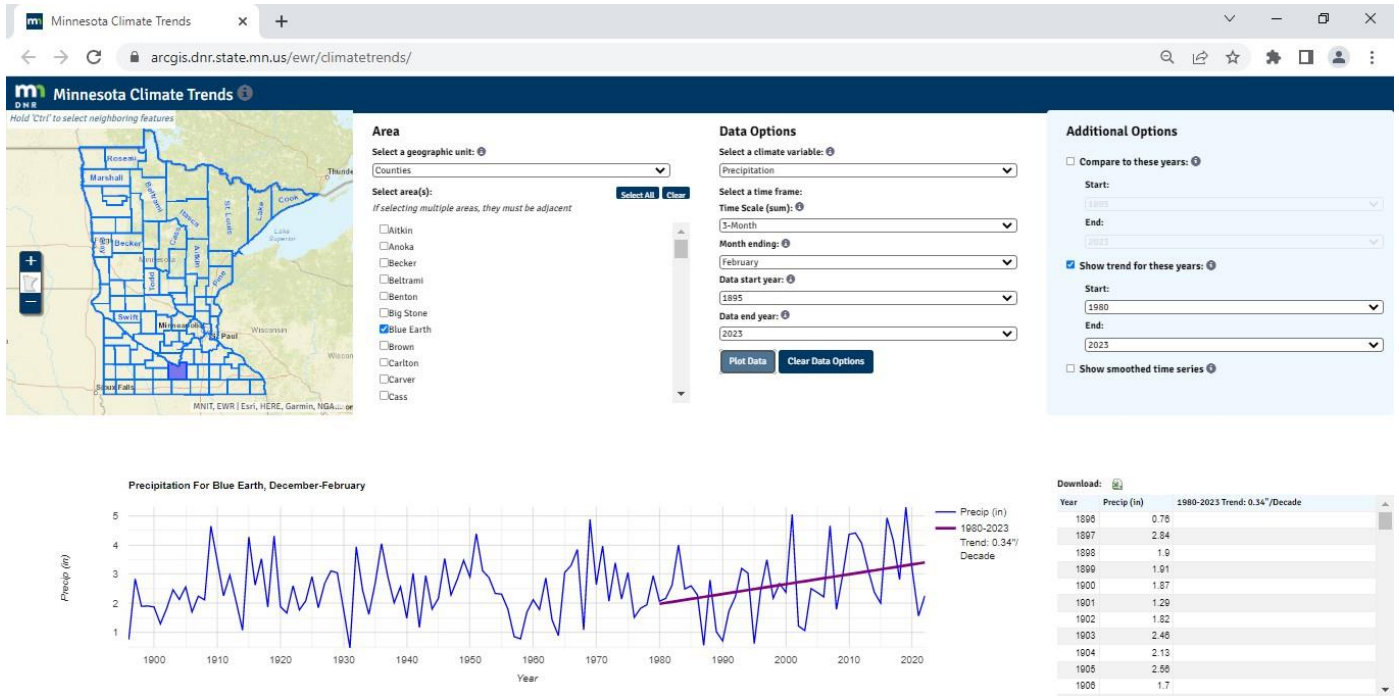 Minnesota Climate Trends
arcgis.dnr.state.mn.us/ewr/climatetrends/
DNR
Minnesota Climate Trends
Hold 'Ctrl' to select neighboring features
Marshall
Beltrami
Itasca
St. Louis
Lake
Cook
Becker
Cass
Aitkin
Lake
Superior
Todd
Pine
Swift
Paul
Wisconsin
Sioux Falls
MNIT, EWR | Esri, HERE, Garmin, NGA...
Area
Select a geographic unit:
Counties
Select area(s):
Select All
Clear
If selecting multiple areas, they must be adjacent
Aitkin
Anoka
Becker
Beltrami
Benton
Big Stone
Blue Earth
Brown
Carlton
Carver
Cass
Data Options
Select a climate variable:
Precipitation
Select a time frame:
Time Scale (sum):
3-Month
Month ending:
February
Data start year:
1895
Data end year:
2023
Plot Data
Clear Data Options
Additional Options
Compare to these years:
Start:
1895
End:
2023
Show trend for these years:
Start:
1980
End:
2023
Show smoothed time series
Precipitation For Blue Earth, December-February
Precip (in)
5
4
3
2
1
1900 1910 1920 1930 1940 1950 1960 1970 1980 1990 2000 2010 2020
Year
Precip (in)
1980-2023
Trend: 0.34"/
Decade
Download:
Year Precip (in) 1980-2023 Trend: 0.34"/Decade
1896 0.76
1897 2.84
1898 1.9
1899 1.91
1900 1.87
1901 1.29
1902 1.82
1903 2.46
1904 2.13
1905 2.56
1906 1.7